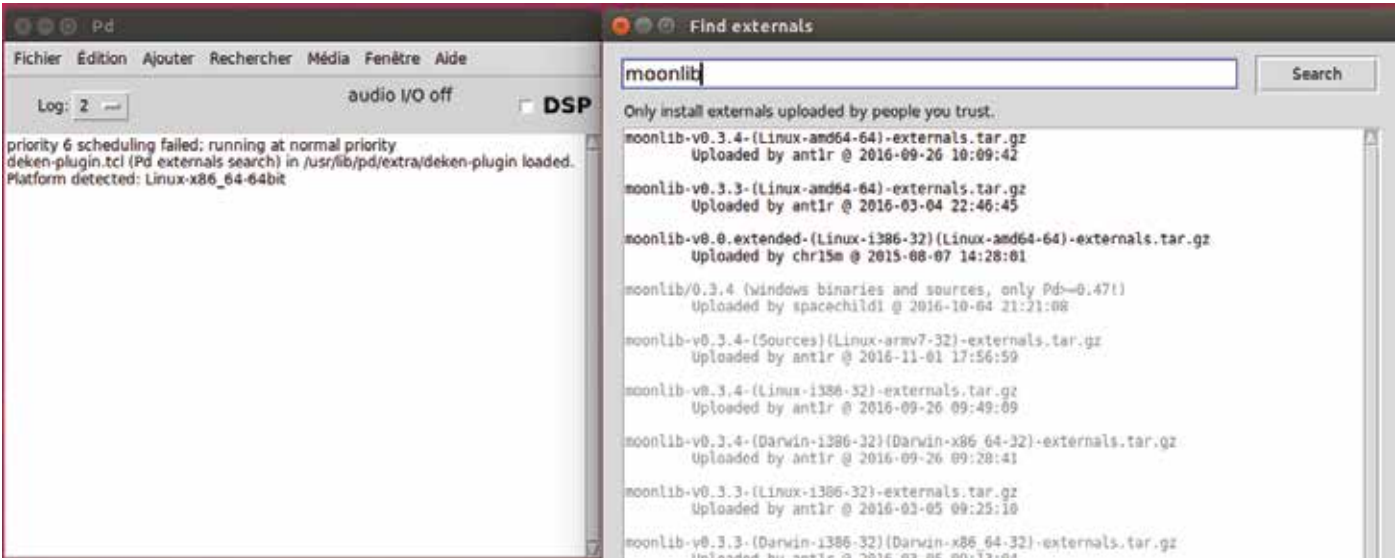 Pd
Fichier Édition Ajouter Rechercher Média Fenêtre Aide
Log: 2
audio I/O off
DSP
priority 6 scheduling failed; running at normal priority
deken-plugin.tcl (Pd externals search) in /usr/lib/pd/extra/deken-plugin loaded.
Platform detected: Linux-x86_64-64bit
Find externals
moonlib
Search
Only install externals uploaded by people you trust.
moonlib-v0.3.4-(Linux-amd64-64)-externals.tar.gz
Uploaded by ant1r @ 2016-09-26 10:09:42
moonlib-v0.3.3-(Linux-amd64-64)-externals.tar.gz
Uploaded by ant1r @ 2016-03-04 22:46:45
moonlib-v0.0.extended-(Linux-i386-32)(Linux-amd64-64)-externals.tar.gz
Uploaded by chr15m @ 2015-08-07 14:28:01
moonlib/0.3.4 (windows binaries and sources, only Pd>=0.47!)
Uploaded by spacechild1 @ 2016-10-04 21:21:08
moonlib-v0.3.4-(Sources)(Linux-armv7-32)-externals.tar.gz
Uploaded by ant1r @ 2016-11-01 17:56:59
moonlib-v0.3.4-(Linux-i386-32)-externals.tar.gz
Uploaded by ant1r @ 2016-09-26 09:49:09
moonlib-v0.3.4-(Darwin-i386-32)(Darwin-x86_64-32)-externals.tar.gz
Uploaded by ant1r @ 2016-09-26 09:28:41
moonlib-v0.3.3-(Linux-i386-32)-externals.tar.gz
Uploaded by ant1r @ 2016-03-05 09:25:10
moonlib-v0.3.3-(Darwin-i386-32)(Darwin-x86_64-32)-externals.tar.gz